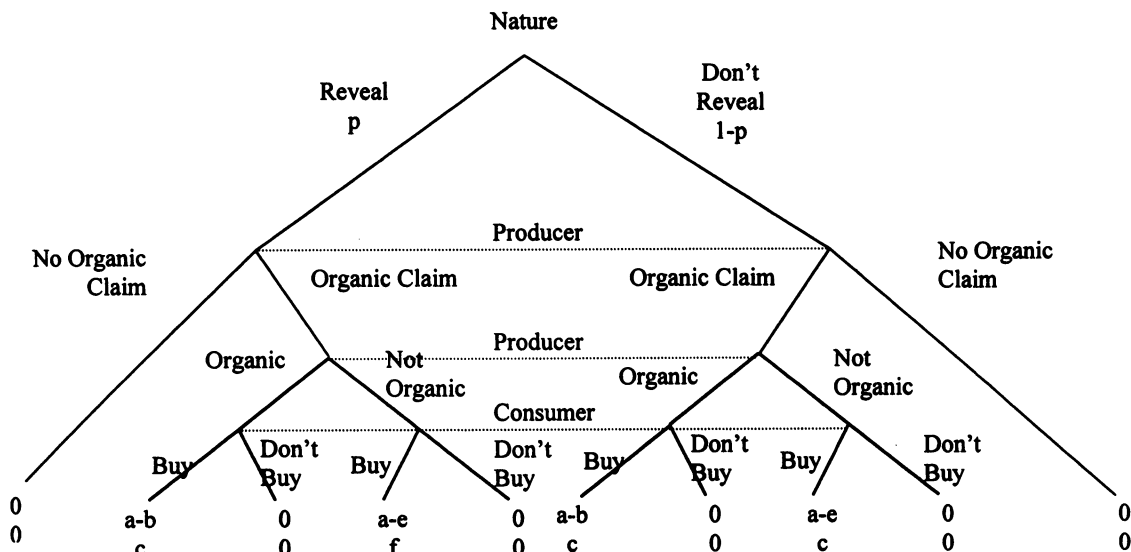 Nature
Reveal
p
Don't
Reveal
1-p
Producer
No Organic
Claim
No Organic
Claim
Organic Claim
Organic Claim
Producer
Organic
Not
Organic
Organic
Not
Organic
Consumer
Buy
Don't
Buy
Buy
Don't
Buy
Buy
Don't
Buy
Buy
Don't
Buy
0 a-b 0 a-e 0 a-b 0 a-e 0 0
0 c 0 f 0 c 0 c 0 0